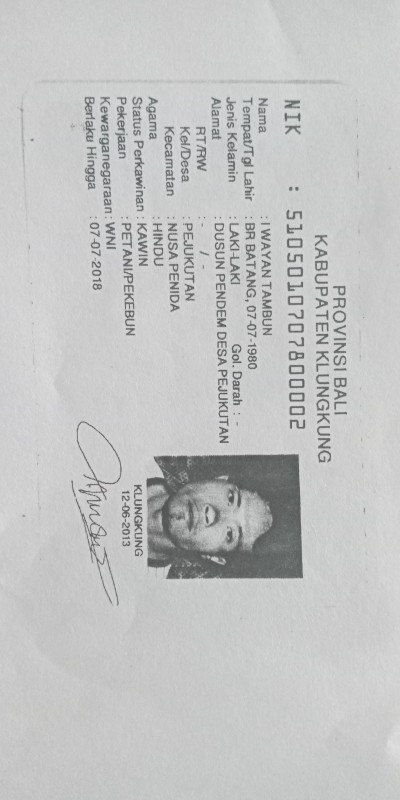 PROVINSI BALI
KABUPATEN KLUNGKUNG
NIK : 5105010707800002
Nama : I WAYAN TAMBUN
Tempat/Tgl Lahir : BR BATANG, 07-07-1980
Jenis Kelamin : LAKI-LAKI Gol. Darah : -
Alamat : DUSUN PENDEM DESA PEJUKUTAN
RT/RW : - / -
Kel/Desa : PEJUKUTAN
Kecamatan : NUSA PENIDA
Agama : HINDU
Status Perkawinan : KAWIN
Pekerjaan : PETANI/PEKEBUN
Kewarganegaraan : WNI
Berlaku Hingga : 07-07-2018
KLUNGKUNG
12-06-2013